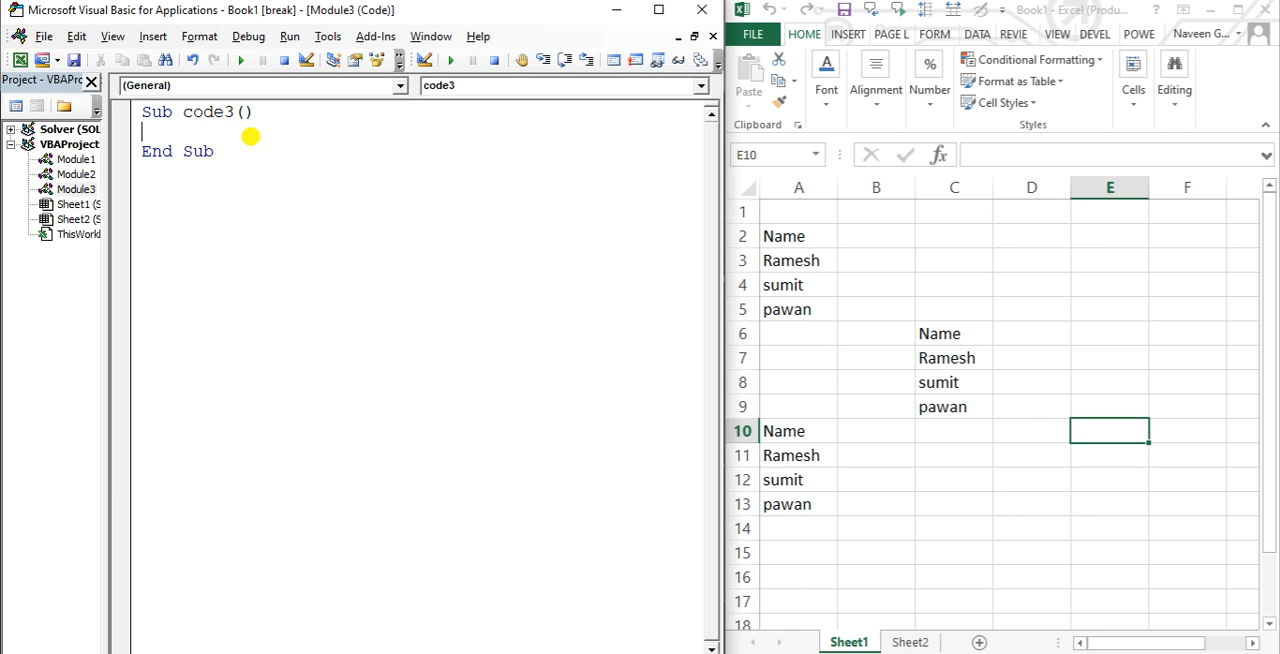 Microsoft Visual Basic for Applications - Book1 [break] - [Module3 (Code)]
File Edit View Insert Format Debug Run Tools Add-Ins Window Help
Project - VBAPro
(General)
code3
Solver (SOL
VBAProject
Module1
Module2
Module3
Sheet1 (S
Sheet2 (S
ThisWorkl
Sub code3()
End Sub
Book1 - Excel (Produ...
FILE HOME INSERT PAGE L FORM DATA REVIE VIEW DEVEL POWE Naveen G...
Paste
Font
Alignment
Number
Conditional Formatting
Format as Table
Cell Styles
Cells
Editing
Clipboard
Styles
E10
fx
A B C D E F
1
2 Name
3 Ramesh
4 sumit
5 pawan
6 Name
7 Ramesh
8 sumit
9 pawan
10 Name
11 Ramesh
12 sumit
13 pawan
14
15
16
17
18
Sheet1 Sheet2